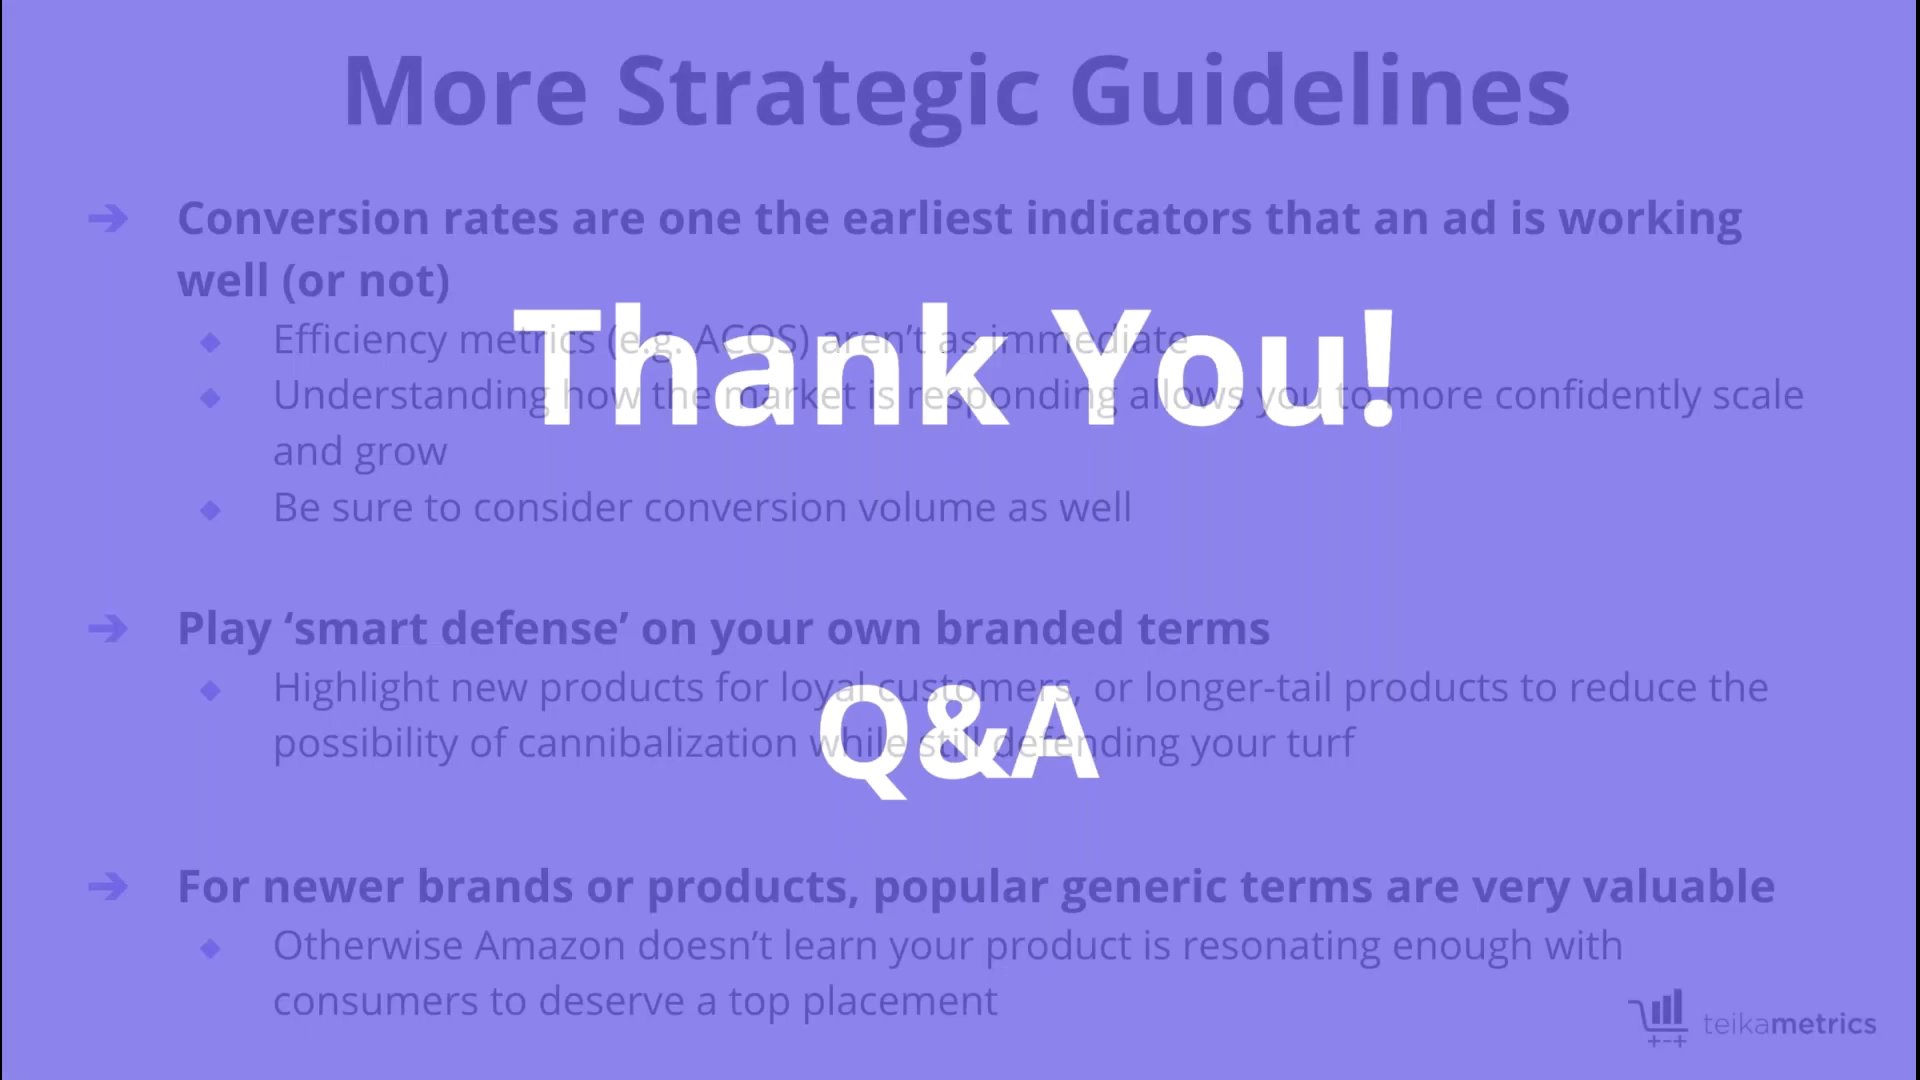 More Strategic Guidelines
➔ Conversion rates are one the earliest indicators that an ad is working
well (or not)
◆ Efficiency metrics (e.g. ACOS) aren’t as immediate
Thank You!
◆ Understanding how the market is responding allows you to more confidently scale
and grow
◆ Be sure to consider conversion volume as well
➔ Play ‘smart defense’ on your own branded terms
◆ Highlight new products for loyal customers, or longer-tail products to reduce the
Q&A
possibility of cannibalization while still defending your turf
➔ For newer brands or products, popular generic terms are very valuable
◆ Otherwise Amazon doesn’t learn your product is resonating enough with
consumers to deserve a top placement
teikametrics